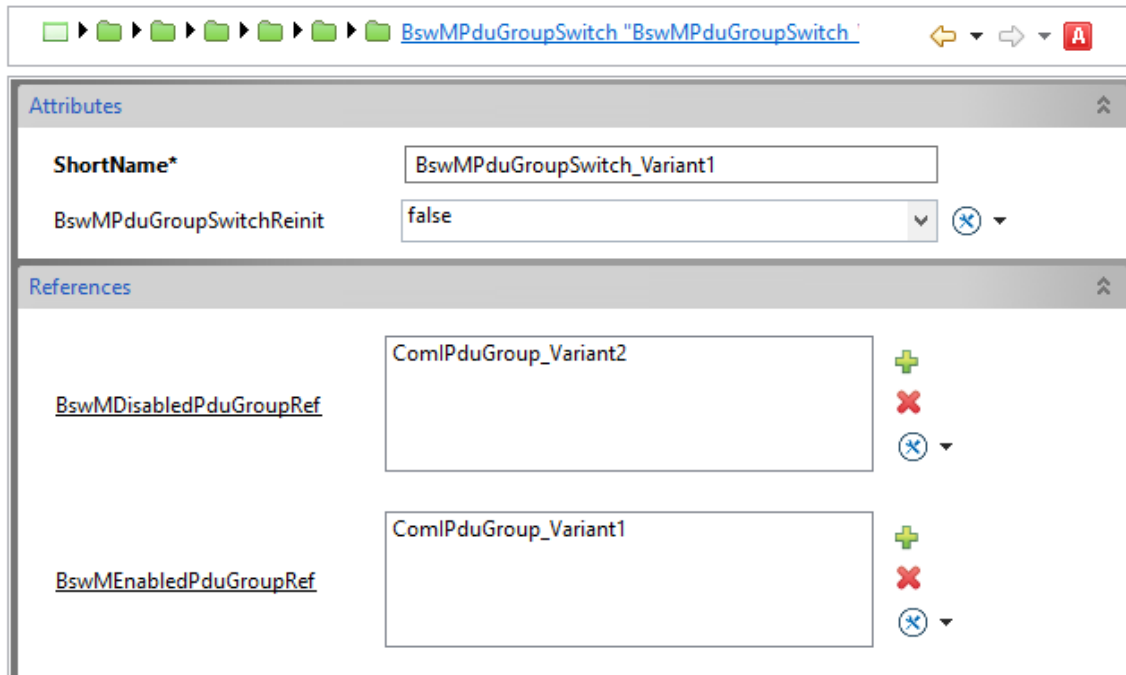 BswMPduGroupSwitch "BswMPduGroupSwitch_
A
Attributes
ShortName*
BswMPduGroupSwitch_Variant1
BswMPduGroupSwitchReinit
false
References
ComIPduGroup_Variant2
BswMDisabledPduGroupRef
ComIPduGroup_Variant1
BswMEnabledPduGroupRef